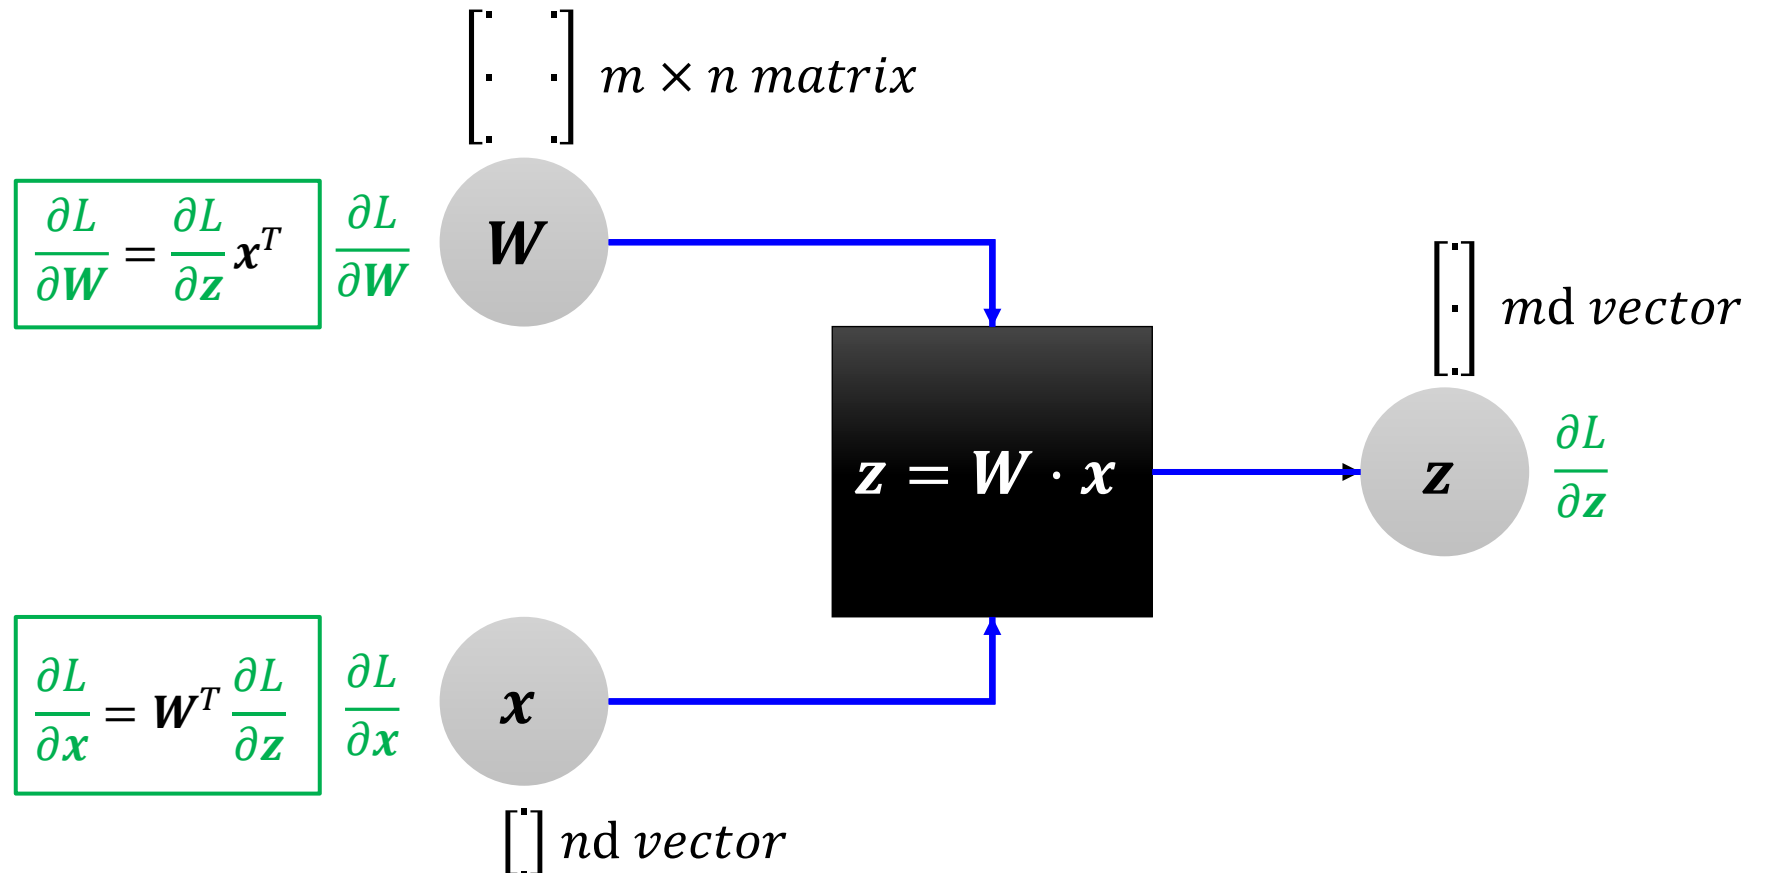 m × n matrix
∂L/∂W = ∂L/∂z x^T
∂L/∂W
W
md vector
z = W · x
z
∂L/∂z
∂L/∂x = W^T ∂L/∂z
∂L/∂x
x
nd vector